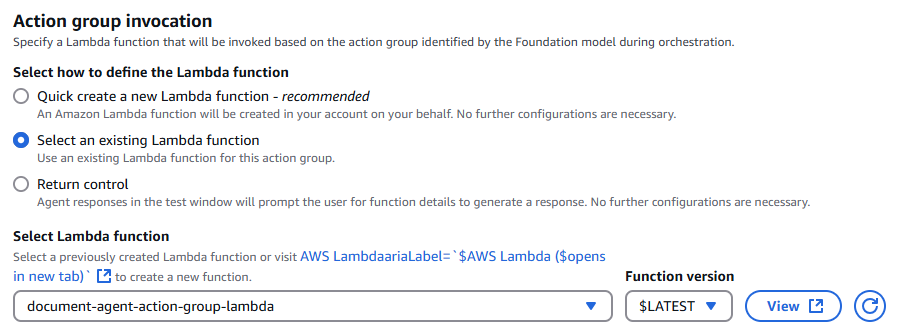 Action group invocation
Specify a Lambda function that will be invoked based on the action group identified by the Foundation model during orchestration.
Select how to define the Lambda function
Quick create a new Lambda function - recommended
An Amazon Lambda function will be created in your account on your behalf. No further configurations are necessary.
Select an existing Lambda function
Use an existing Lambda function for this action group.
Return control
Agent responses in the test window will prompt the user for function details to generate a response. No further configurations are necessary.
Select Lambda function
Select a previously created Lambda function or visit AWS LambdaariaLabel=`$AWS Lambda ($opens
in new tab)` to create a new function.
Function version
document-agent-action-group-lambda
$LATEST
View